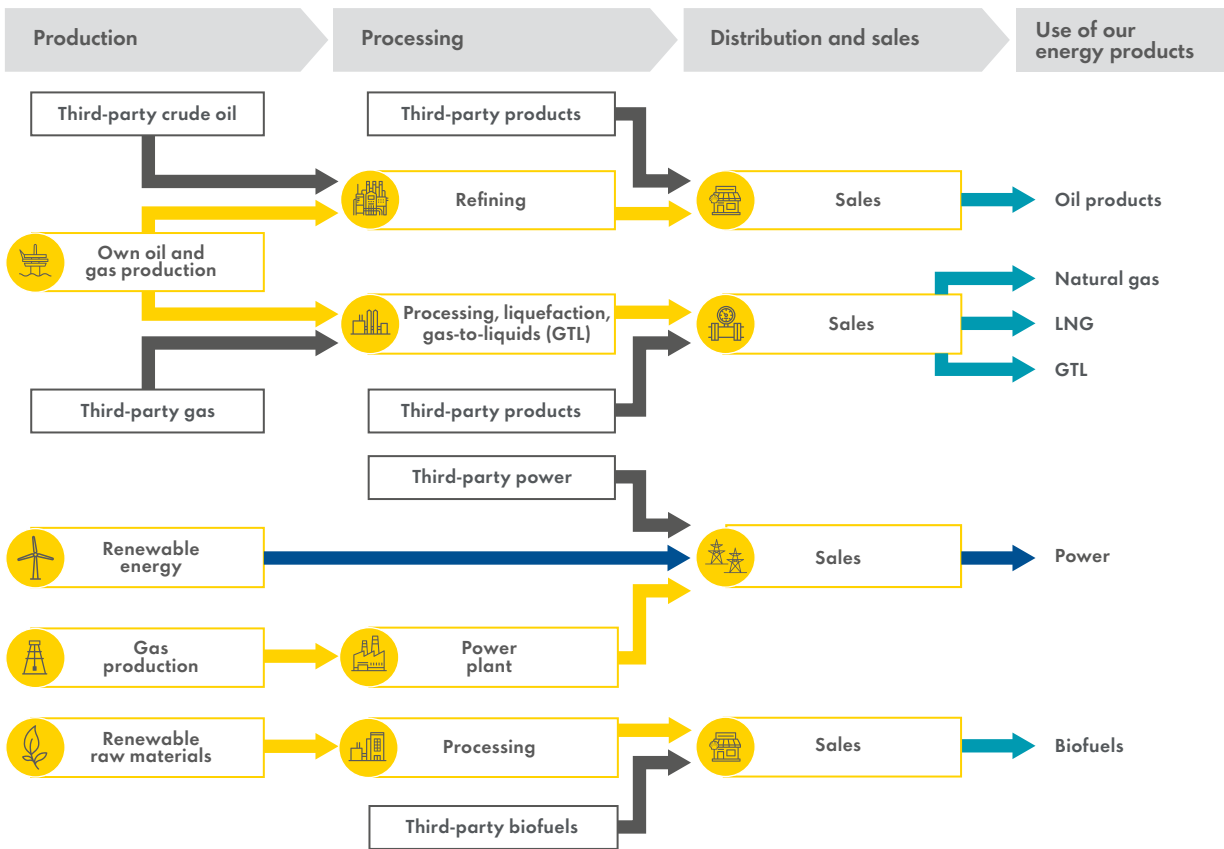 Production
Processing
Distribution and sales
Use of our
energy products
Third-party crude oil
Third-party products
Refining
Sales
Oil products
Own oil and
gas production
Natural gas
Processing, liquefaction,
gas-to-liquids (GTL)
Sales
LNG
GTL
Third-party gas
Third-party products
Third-party power
Renewable
energy
Sales
Power
Gas
production
Power
plant
Renewable
raw materials
Processing
Sales
Biofuels
Third-party biofuels